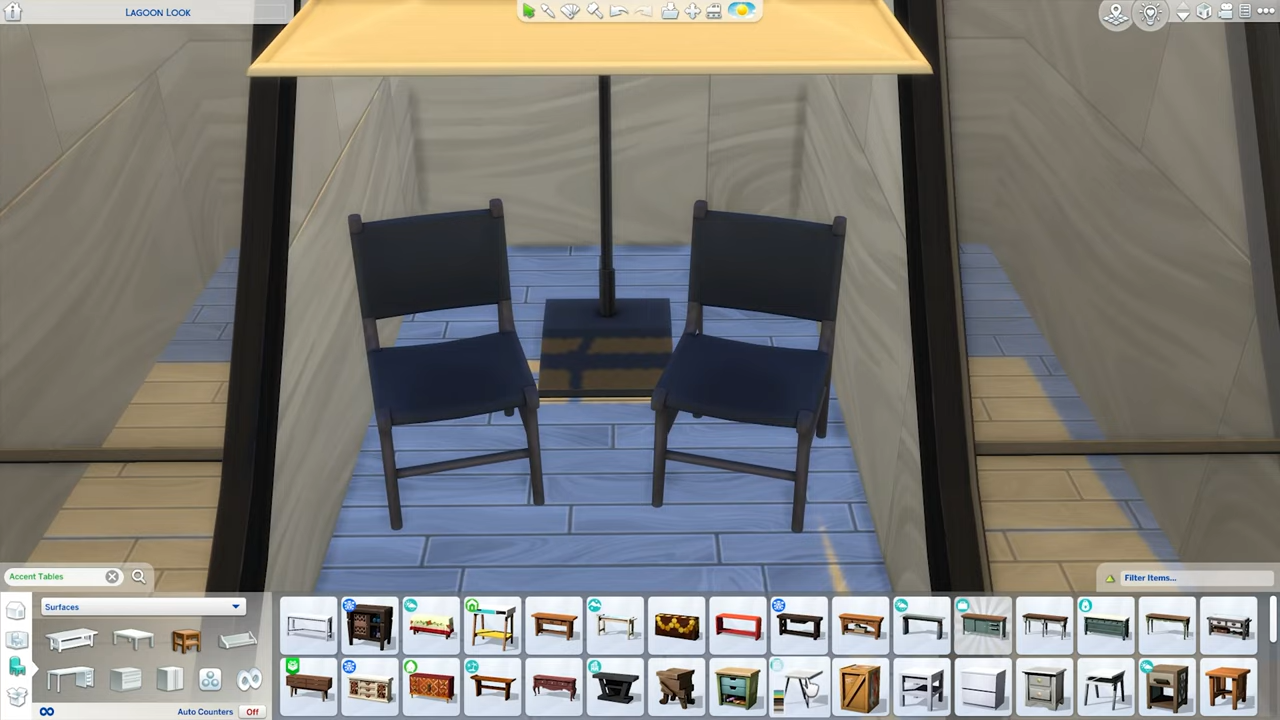 LAGOON LOOK
Accent Tables
Filter Items...
Surfaces
Auto Counters
Off